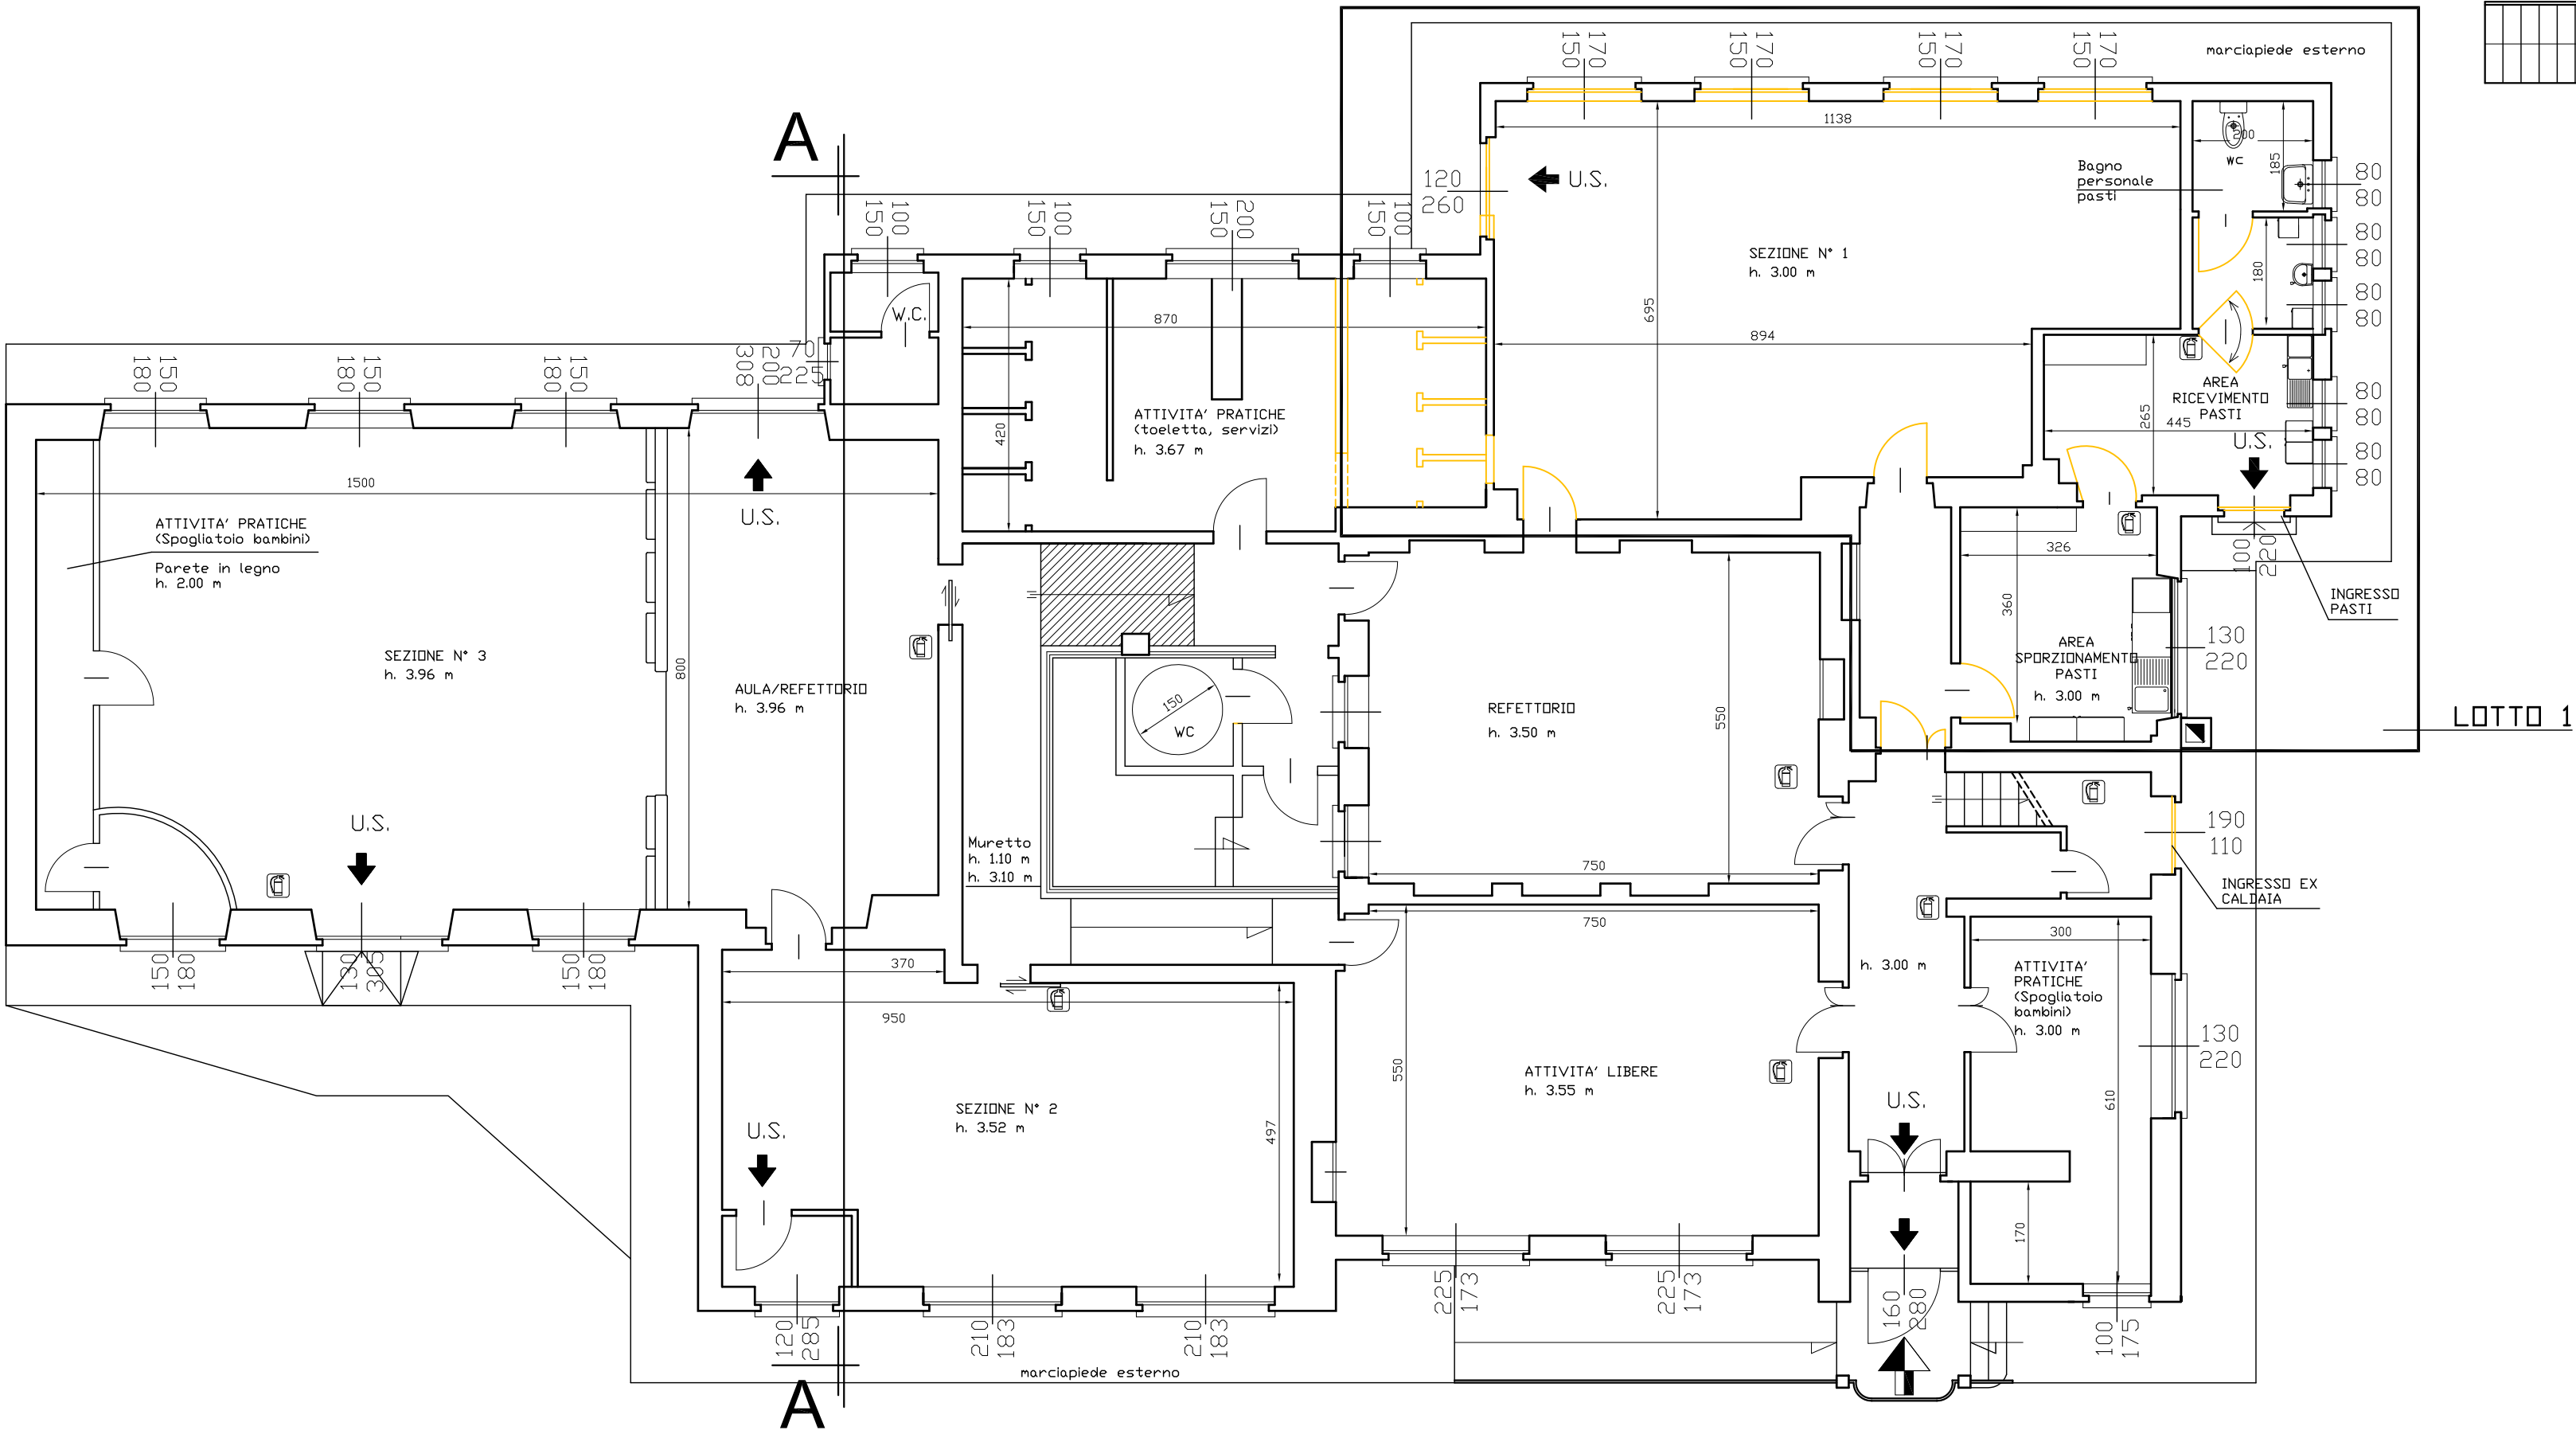 150
170
150
170
150
170
150
170
marciapiede esterno
A
1138
200
WC
185
Bagno
personale
pasti
80
80
120
260
U.S.
150
100
150
100
150
200
150
100
80
80
SEZIONE N° 1
h. 3.00 m
180
80
80
W.C.
870
695
894
180
150
180
150
180
150
308
200
70
225
AREA
RICEVIMENTO
PASTI
265
445
80
80
ATTIVITA' PRATICHE
(toeletta, servizi)
h. 3.67 m
420
U.S.
80
80
1500
U.S.
ATTIVITA' PRATICHE
(Spogliatoio bambini)
Parete in legno
h. 2.00 m
326
100
220
INGRESSO
PASTI
360
SEZIONE N° 3
h. 3.96 m
800
AULA/REFETTORIO
h. 3.96 m
150
WC
REFETTORIO
h. 3.50 m
550
AREA
SPORZIONAMENTO
PASTI
h. 3.00 m
130
220
LOTTO 1
U.S.
Muretto
h. 1.10 m
h. 3.10 m
750
190
110
INGRESSO EX
CALDAIA
750
300
150
180
130
305
150
180
370
950
h. 3.00 m
ATTIVITA'
PRATICHE
(Spogliatoio
bambini)
h. 3.00 m
130
220
550
ATTIVITA' LIBERE
h. 3.55 m
SEZIONE N° 2
h. 3.52 m
497
U.S.
U.S.
610
170
120
285
210
183
210
183
225
173
225
173
160
280
100
175
marciapiede esterno
A